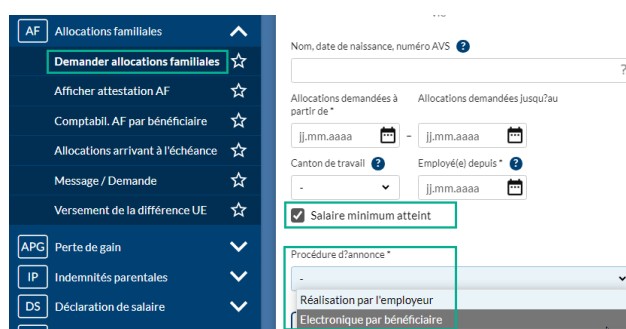 AF Allocations familiales
Demander allocations familiales
Afficher attestation AF
Comptabil. AF par bénéficiaire
Allocations arrivant à l'échéance
Message / Demande
Versement de la différence UE
APG Perte de gain
IP Indemnités parentales
DS Déclaration de salaire
Nom, date de naissance, numéro AVS ?
?
Allocations demandées à Allocations demandées jusqu?au
partir de *
jj.mm.aaaa - jj.mm.aaaa
Canton de travail ? Employé(e) depuis * ?
- jj.mm.aaaa
Salaire minimum atteint
Procédure d?annonce *
-
Réalisation par l'employeur
Electronique par bénéficiaire